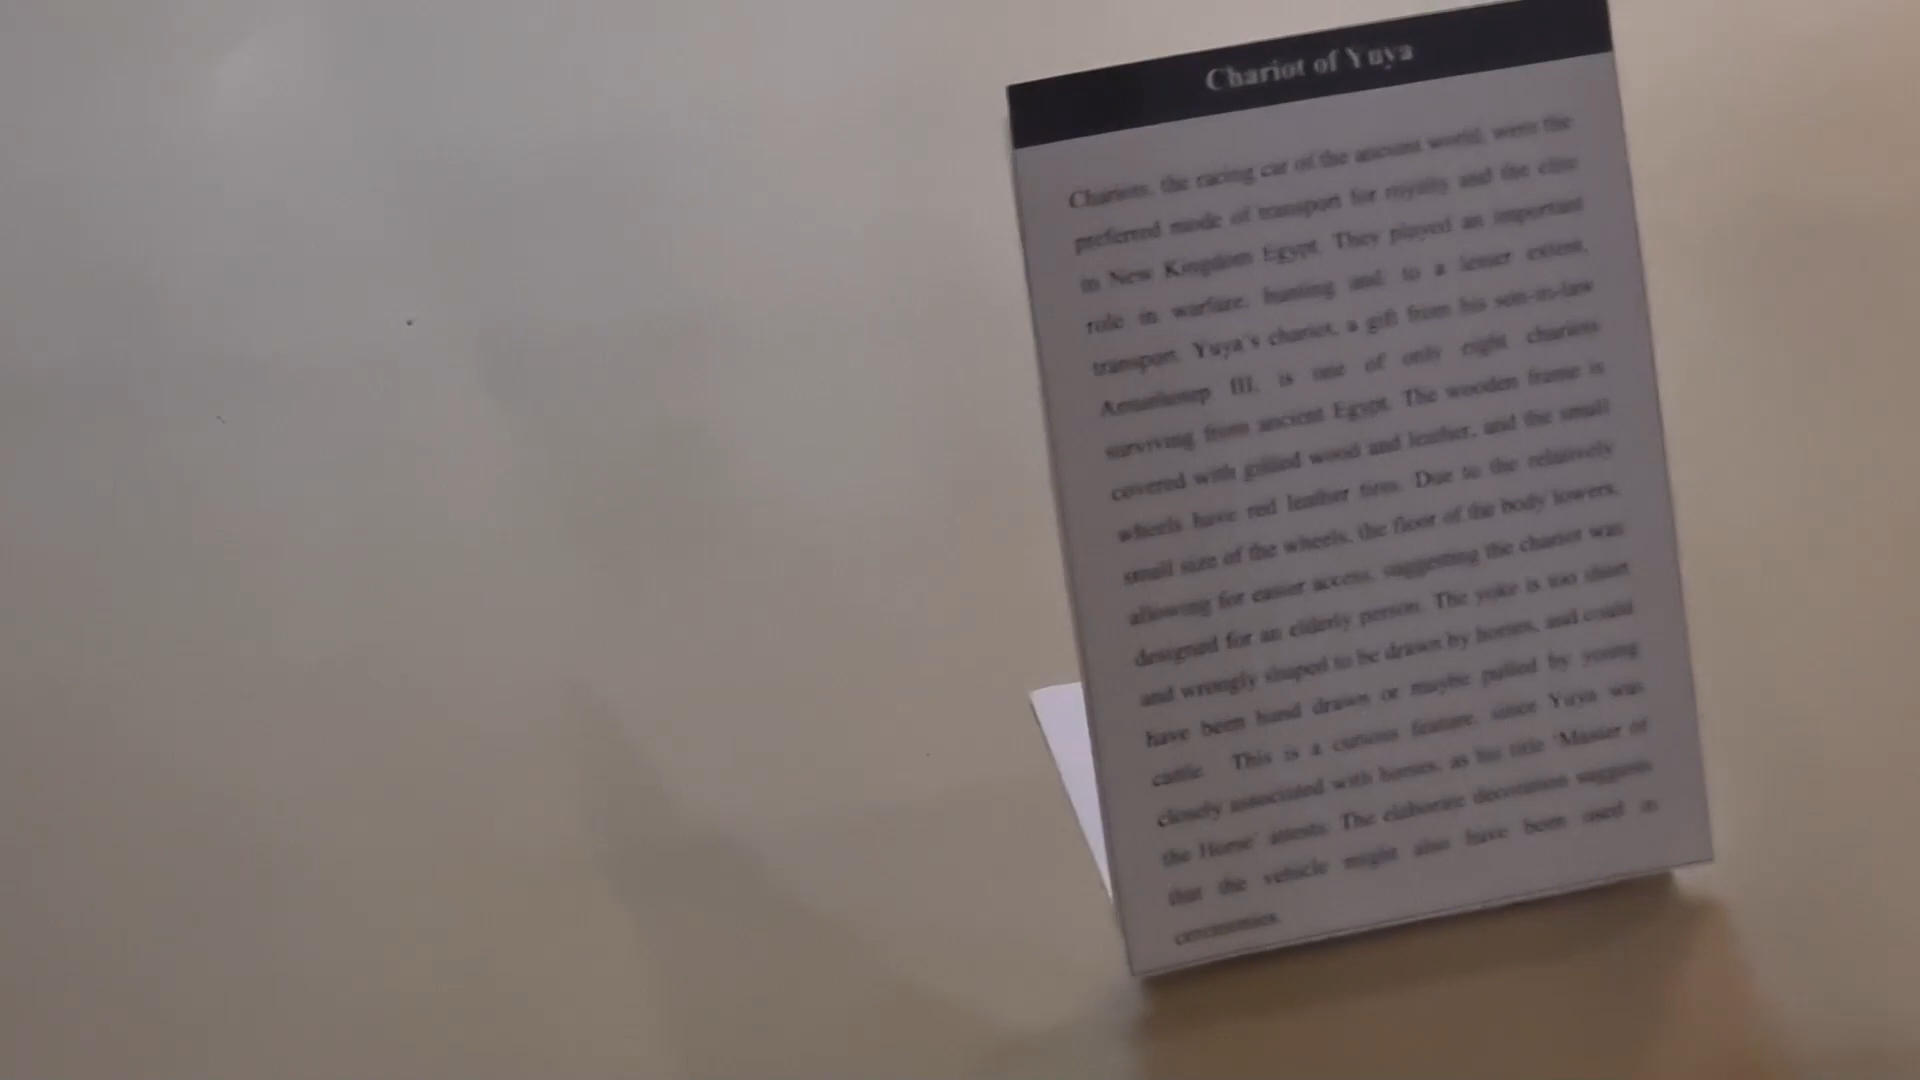 Chariot of Yuya
Chariots, the racing car of the ancient world, were the
preferred mode of transport for royalty and the elite
in New Kingdom Egypt. They played an important
role in warfare, hunting and, to a lesser extent,
transport. Yuya's chariot, a gift from his son-in-law
Amunhotep III, is one of only eight chariots
surviving from ancient Egypt. The wooden frame is
covered with gilded wood and leather, and the small
wheels have red leather tires. Due to the relatively
small size of the wheels, the floor of the body lowers,
allowing for easier access, suggesting the chariot was
designed for an elderly person. The yoke is too short
and wrongly shaped to be drawn by horses, and could
have been hand drawn or maybe pulled by young
cattle. This is a curious feature, since Yuya was
closely associated with horses, as his title 'Master of
the Horse' attests. The elaborate decoration suggests
that the vehicle might also have been used in
ceremonies.